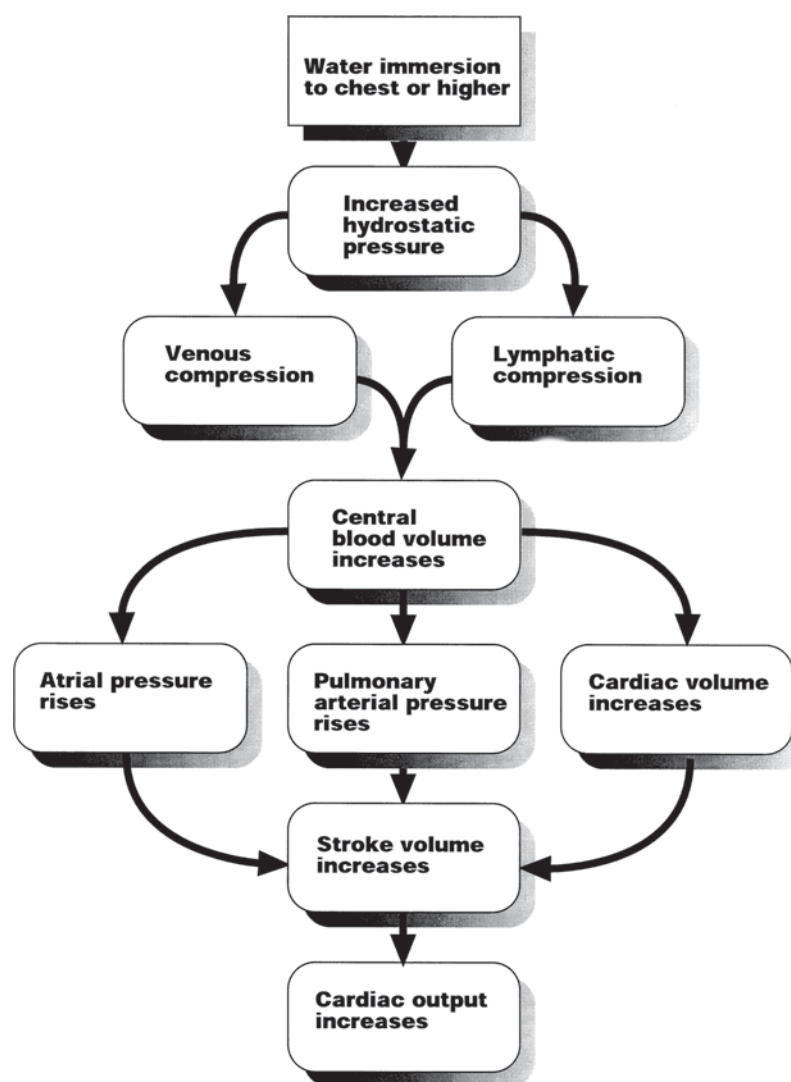 Water immersion
to chest or higher
Increased
hydrostatic
pressure
Venous
compression
Lymphatic
compression
Central
blood volume
increases
Atrial pressure
rises
Pulmonary
arterial pressure
rises
Cardiac volume
increases
Stroke volume
increases
Cardiac output
increases